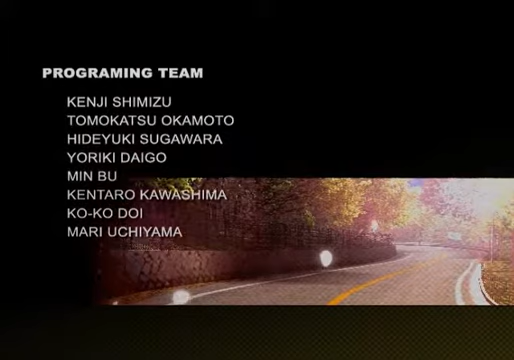 PROGRAMING TEAM
KENJI SHIMIZU
TOMOKATSU OKAMOTO
HIDEYUKI SUGAWARA
YORIKI DAIGO
MIN BU
KENTARO KAWASHIMA
KO-KO DOI
MARI UCHIYAMA